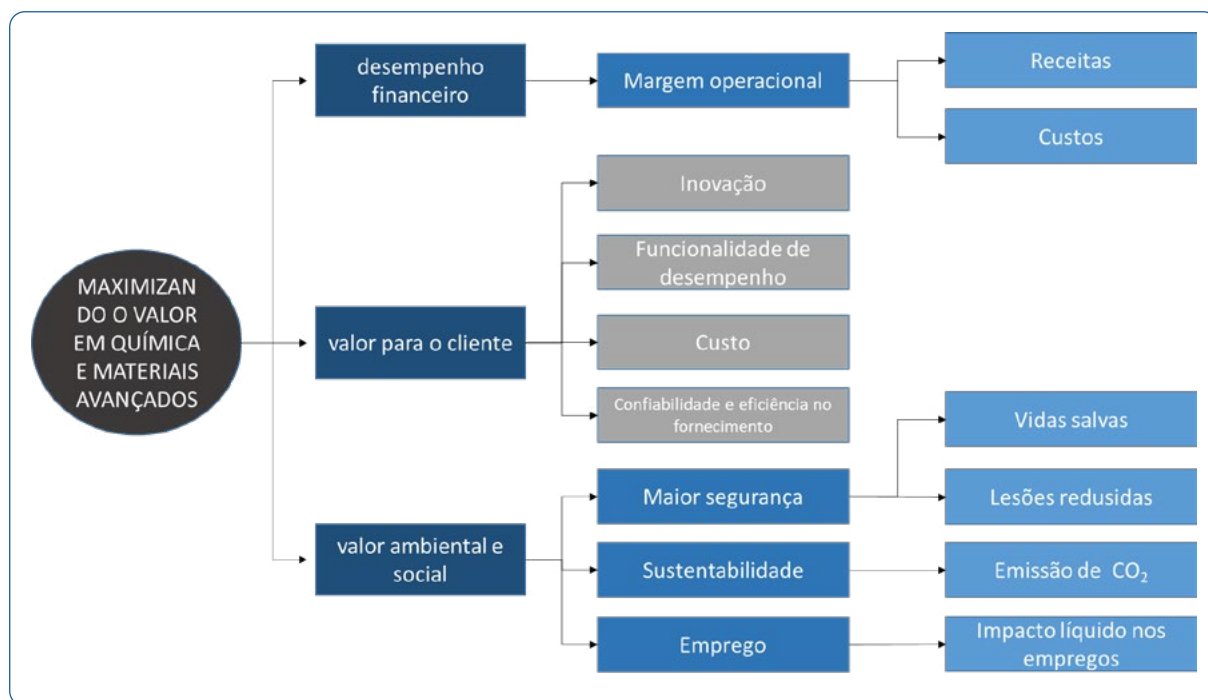 MAXIMIZAN
DO O VALOR
EM QUÍMICA
E MATERIAIS
AVANÇADOS
desempenho
financeiro
Margem operacional
Receitas
Custos
valor para o cliente
Inovação
Funcionalidade de
desempenho
Custo
Confiabilidade e eficiência no
fornecimento
valor ambiental e
social
Maior segurança
Vidas salvas
Lesões redusidas
Sustentabilidade
Emissão de CO₂
Emprego
Impacto líquido nos
empregos